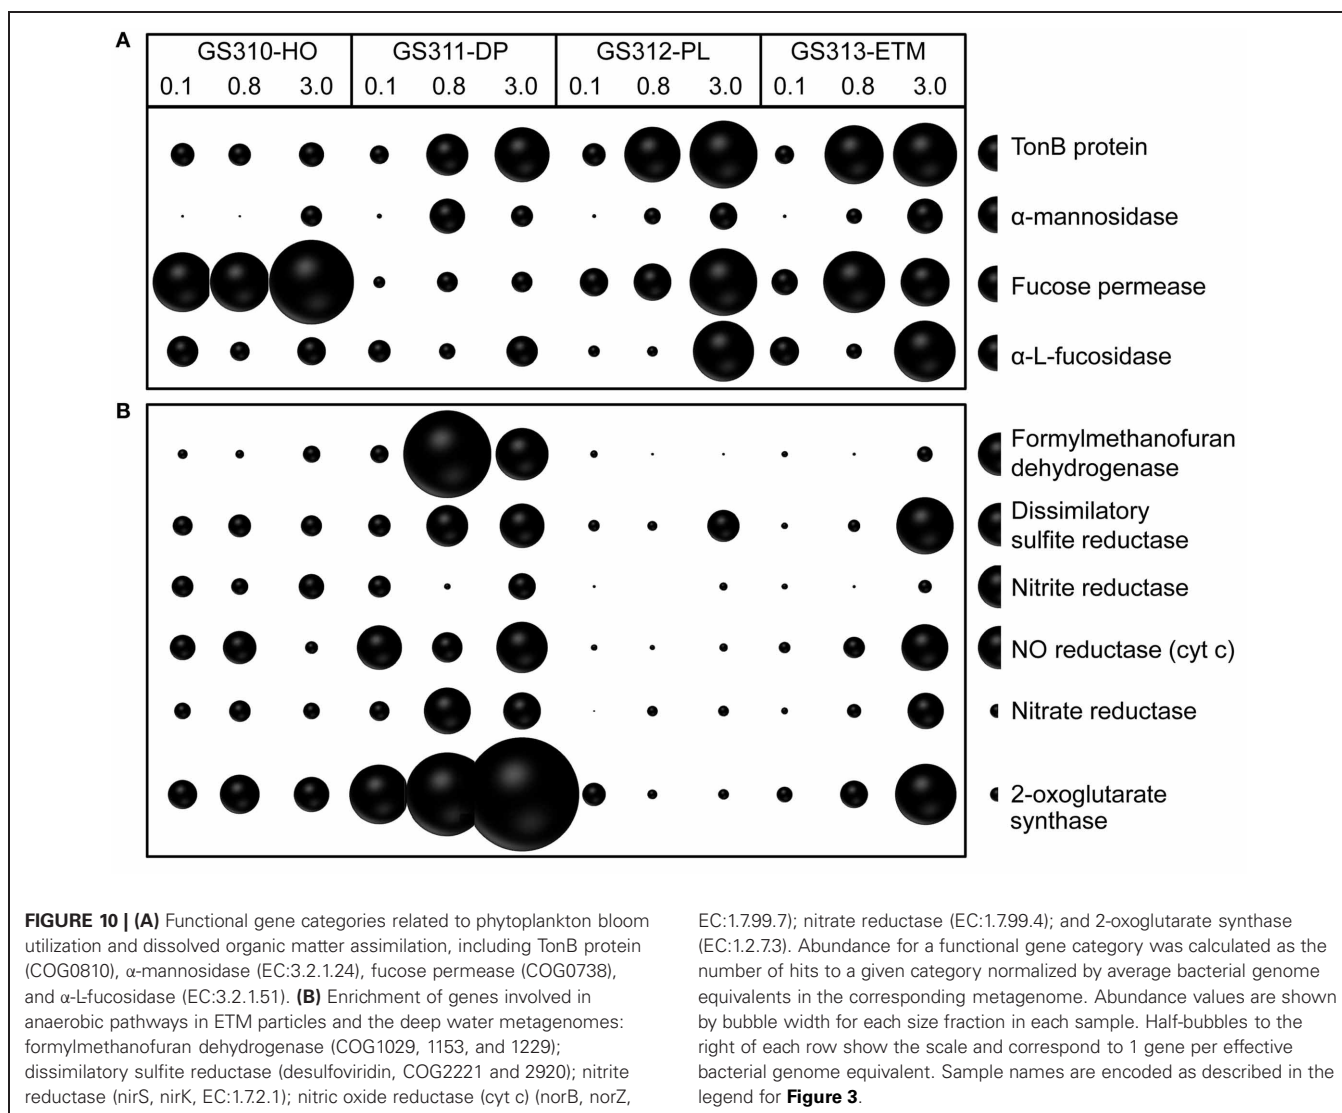 A
GS310-HO GS311-DP GS312-PL GS313-ETM
0.1 0.8 3.0 0.1 0.8 3.0 0.1 0.8 3.0 0.1 0.8 3.0
TonB protein
α-mannosidase
Fucose permease
α-L-fucosidase
B
Formylmethanofuran
dehydrogenase
Dissimilatory
sulfite reductase
Nitrite reductase
NO reductase (cyt c)
Nitrate reductase
2-oxoglutarate
synthase
FIGURE 10 | (A) Functional gene categories related to phytoplankton bloom
utilization and dissolved organic matter assimilation, including TonB protein
(COG0810), α-mannosidase (EC:3.2.1.24), fucose permease (COG0738),
and α-L-fucosidase (EC:3.2.1.51). (B) Enrichment of genes involved in
anaerobic pathways in ETM particles and the deep water metagenomes:
formylmethanofuran dehydrogenase (COG1029, 1153, and 1229);
dissimilatory sulfite reductase (desulfoviridin, COG2221 and 2920); nitrite
reductase (nirS, nirK, EC:1.7.2.1); nitric oxide reductase (cyt c) (norB, norZ,
EC:1.7.99.7); nitrate reductase (EC:1.7.99.4); and 2-oxoglutarate synthase
(EC:1.2.7.3). Abundance for a functional gene category was calculated as the
number of hits to a given category normalized by average bacterial genome
equivalents in the corresponding metagenome. Abundance values are shown
by bubble width for each size fraction in each sample. Half-bubbles to the
right of each row show the scale and correspond to 1 gene per effective
bacterial genome equivalent. Sample names are encoded as described in the
legend for Figure 3.